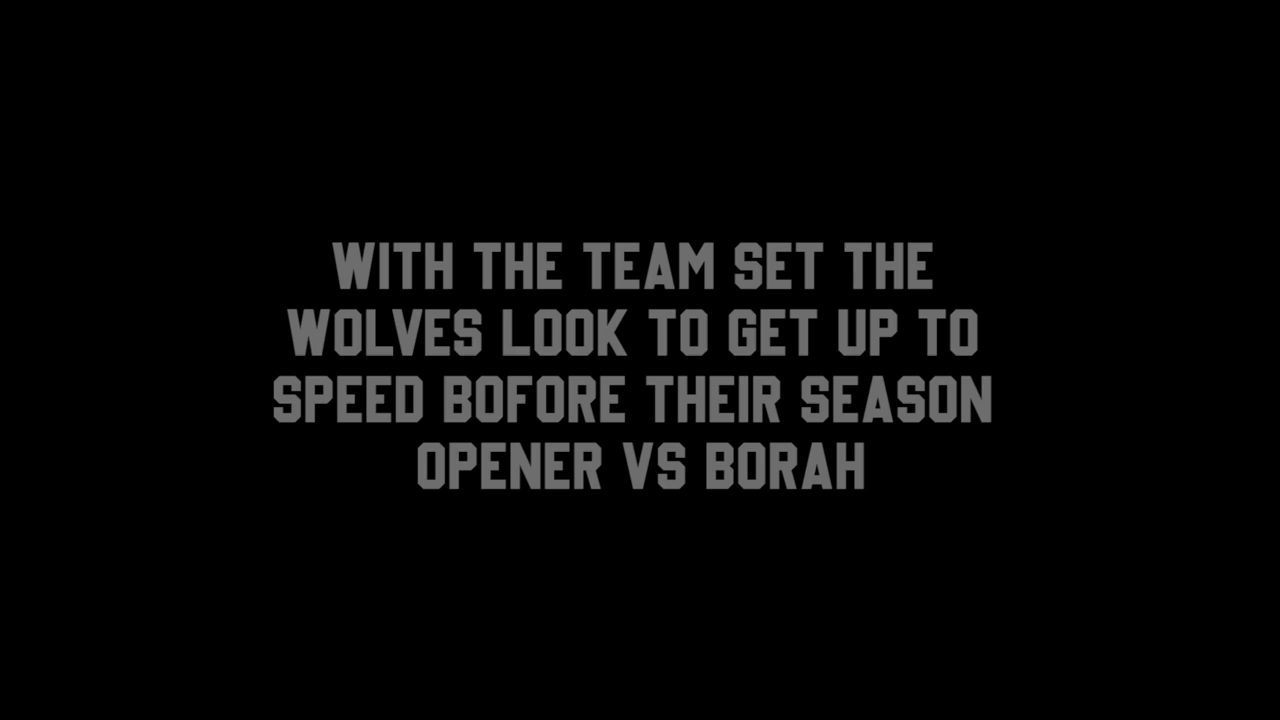 WITH THE TEAM SET THE
WOLVES LOOK TO GET UP TO
SPEED BOFORE THEIR SEASON
OPENER VS BORAH